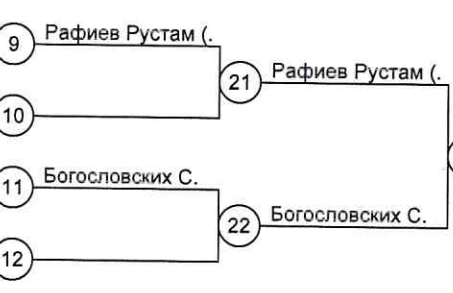 9 Рафиев Рустам (.
21 Рафиев Рустам (.
10
11 Богословских С.
22 Богословских С.
12